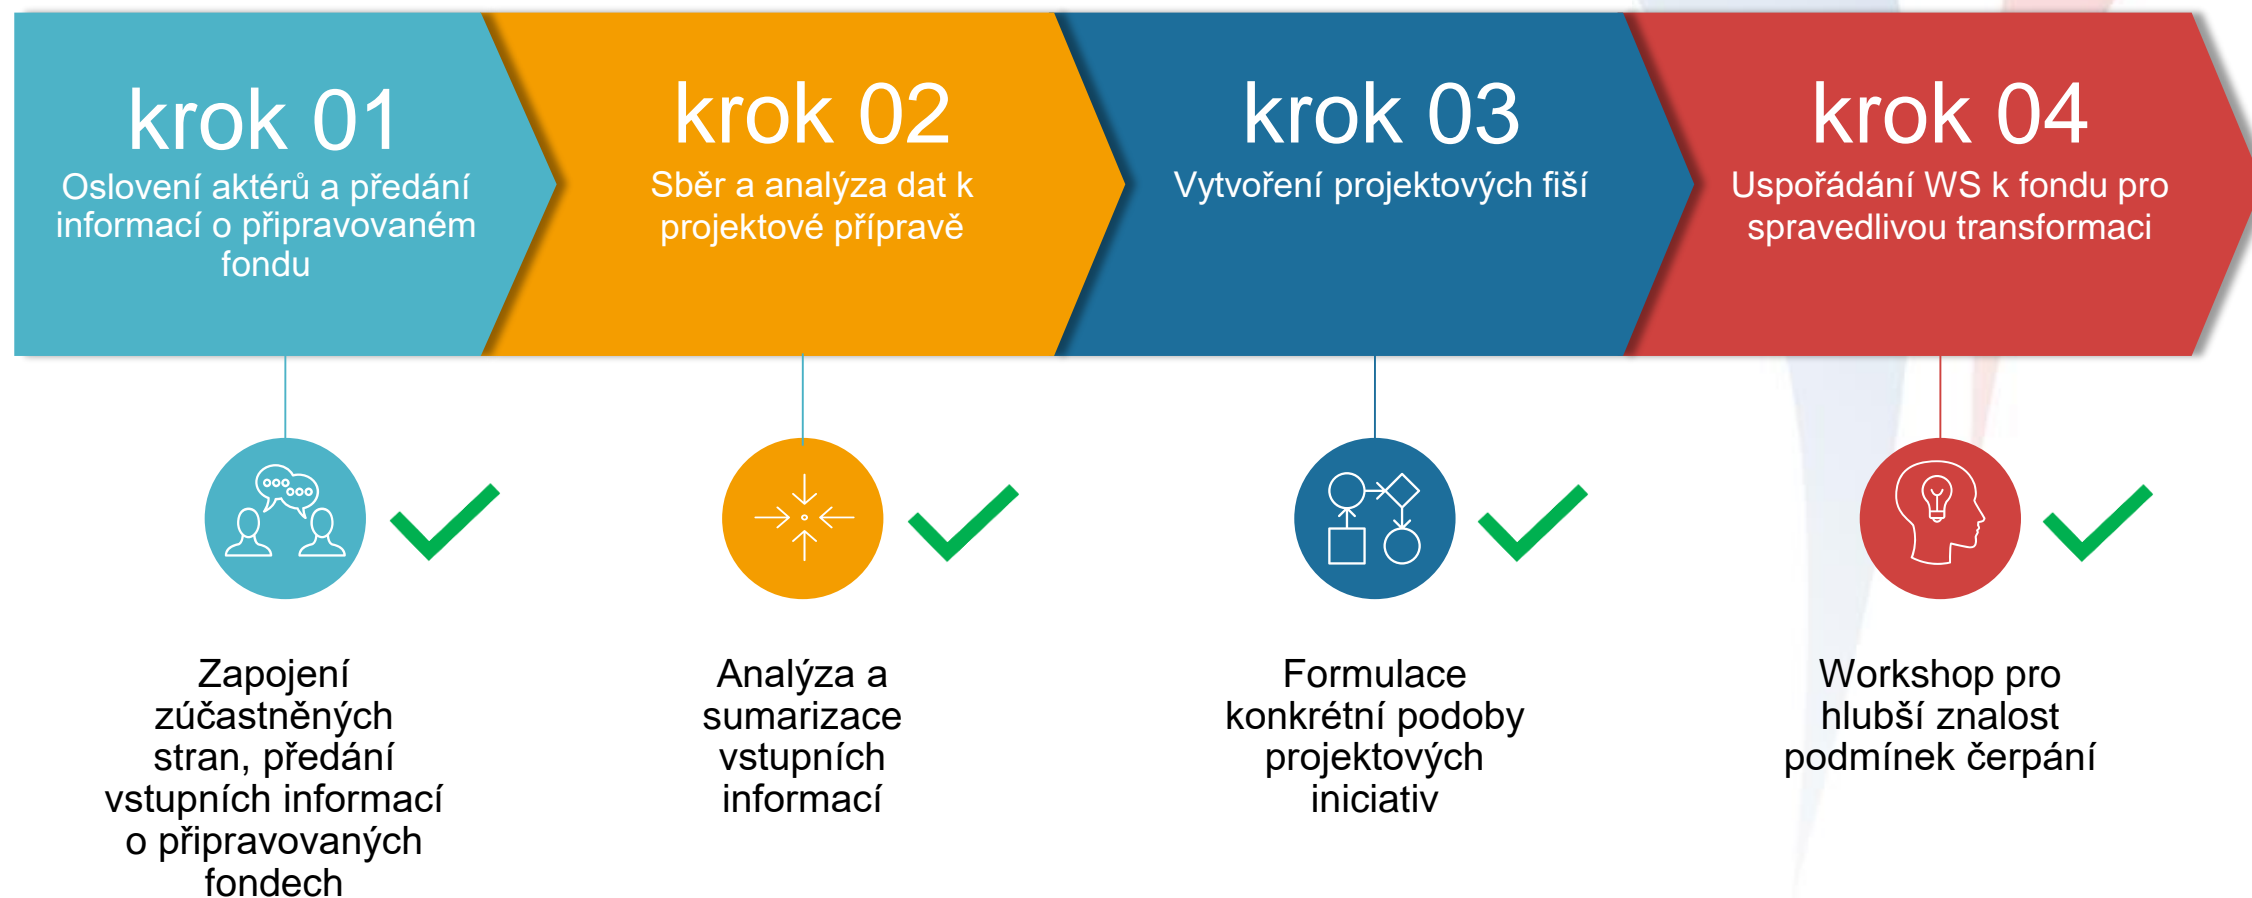 krok 01
Oslovení aktérů a předání
informací o připravovaném
fondu
krok 02
Sběr a analýza dat k
projektové přípravě
krok 03
Vytvoření projektových fiší
krok 04
Uspořádání WS k fondu pro
spravedlivou transformaci
Zapojení
zúčastněných
stran, předání
vstupních informací
o připravovaných
fondech
Analýza a
sumarizace
vstupních
informací
Formulace
konkrétní podoby
projektových
iniciativ
Workshop pro
hlubší znalost
podmínek čerpání